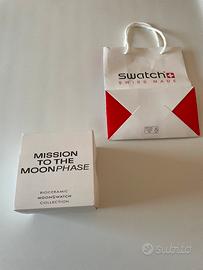 swatch
SWISS MADE
MISSION
TO THE
MOONPHASE
BIOCERAMIC
MOONSWATCH
COLLECTION
subito